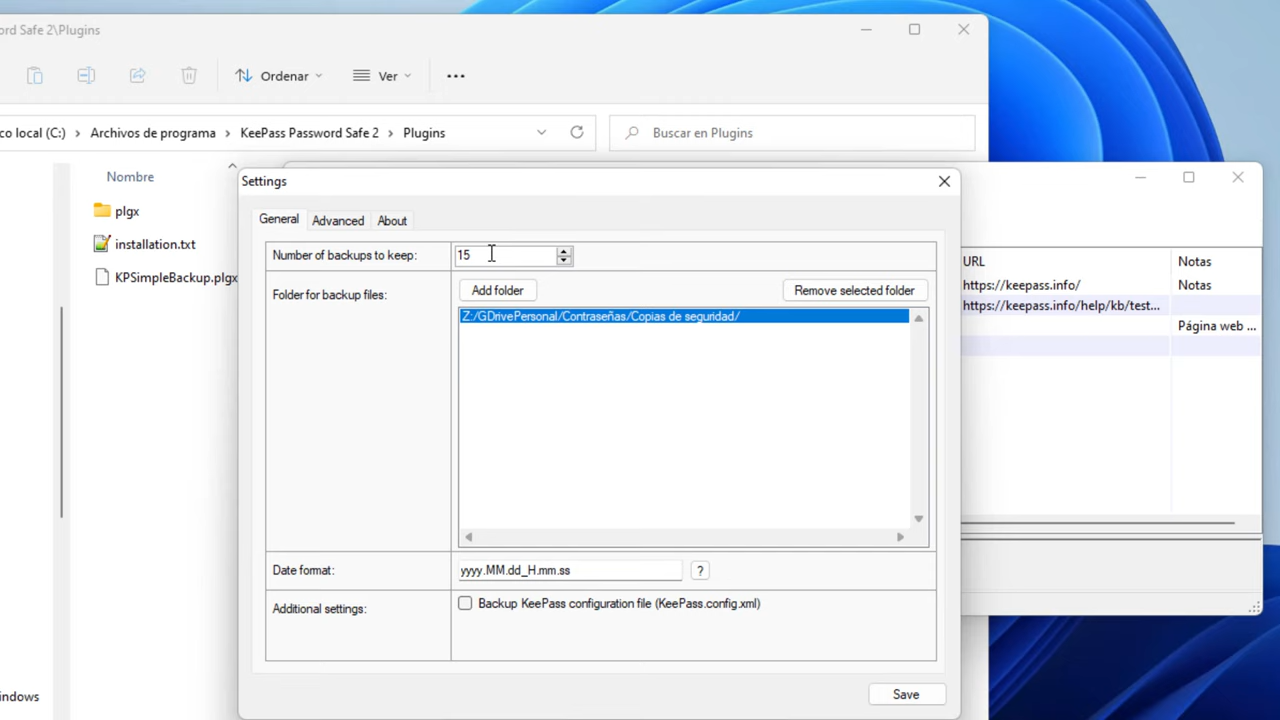 ord Safe 2\Plugins
Ordenar
Ver
co local (C:) > Archivos de programa > KeePass Password Safe 2 > Plugins
Buscar en Plugins
Nombre
plgx
installation.txt
KPSimpleBackup.plgx
Settings
General
Advanced
About
Number of backups to keep:
15
Folder for backup files:
Add folder
Remove selected folder
Z:/GDrivePersonal/Contraseñas/Copias de seguridad/
Date format:
yyyy.MM.dd_H.mm.ss
?
Additional settings:
Backup KeePass configuration file (KeePass.config.xml)
Save
URL
Notas
https://keepass.info/
Notas
https://keepass.info/help/kb/test...
Página web ...
indows